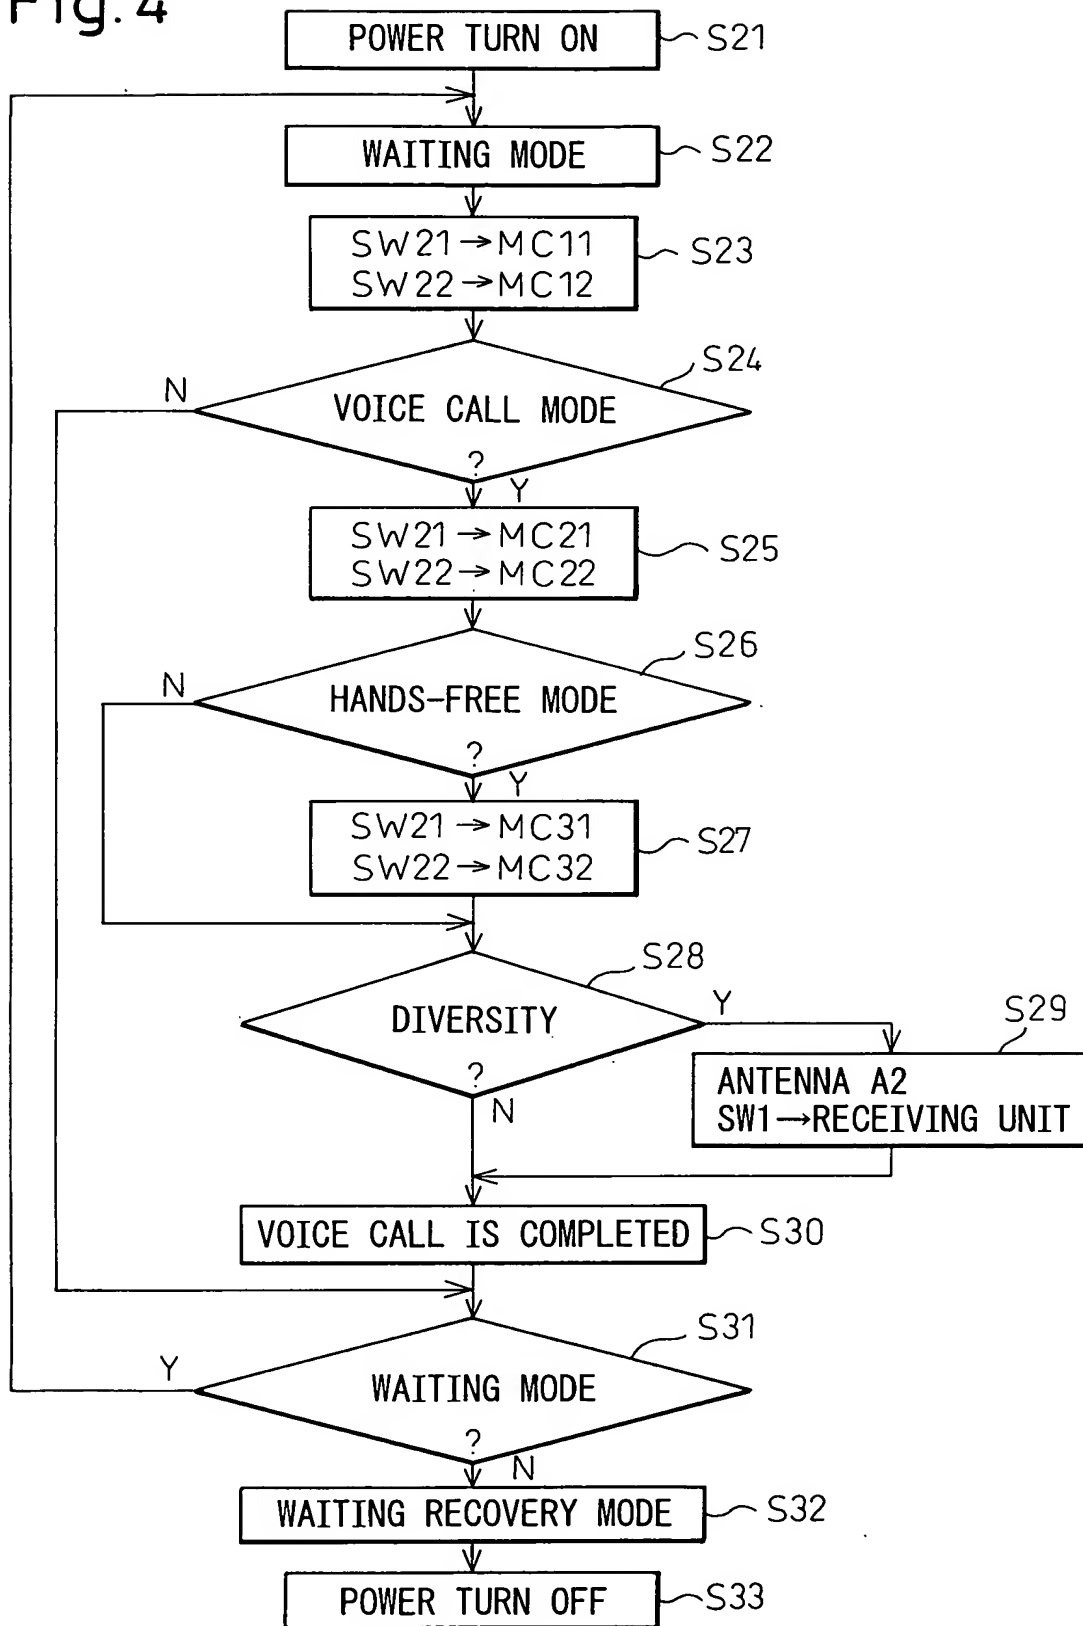 Fig. 4
POWER TURN ON
S21
WAITING MODE
S22
SW21→MC11
SW22→MC12
S23
S24
N
VOICE CALL MODE
?
Y
SW21→MC21
SW22→MC22
S25
S26
N
HANDS-FREE MODE
?
Y
SW21→MC31
SW22→MC32
S27
S28
DIVERSITY
?
Y
N
S29
ANTENNA A2
SW1→RECEIVING UNIT
VOICE CALL IS COMPLETED
S30
S31
Y
WAITING MODE
?
N
WAITING RECOVERY MODE
S32
POWER TURN OFF
S33